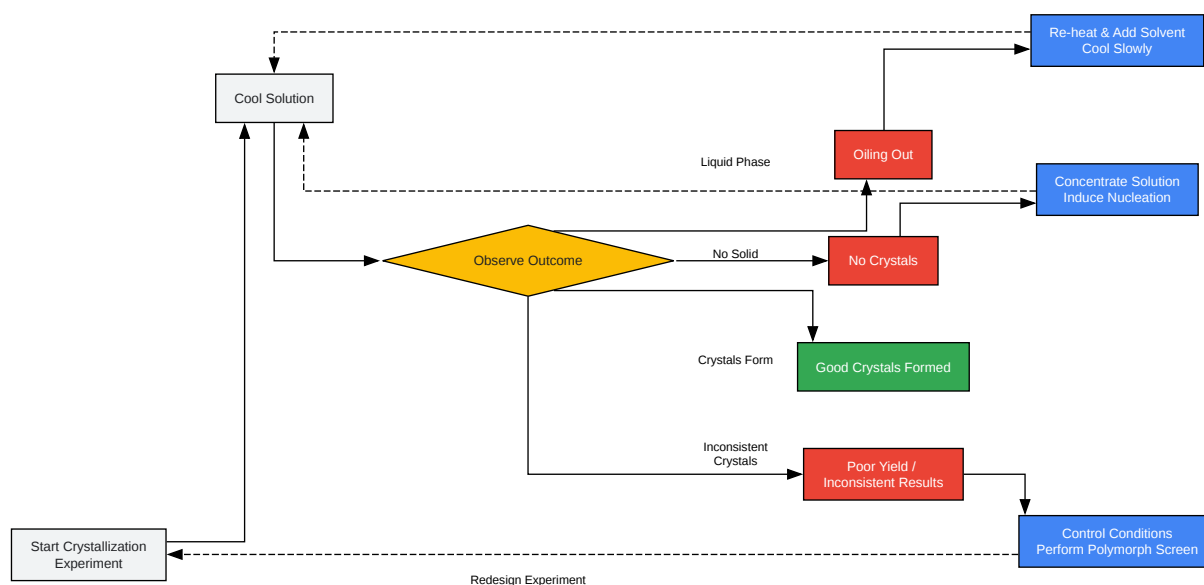 Re-heat & Add Solvent
Cool Slowly
Cool Solution
Oiling Out
Liquid Phase
Concentrate Solution
Induce Nucleation
No Solid
Observe Outcome
No Crystals
Crystals Form
Good Crystals Formed
Inconsistent
Crystals
Poor Yield /
Inconsistent Results
Start Crystallization
Experiment
Control Conditions
Perform Polymorph Screen
Redesign Experiment